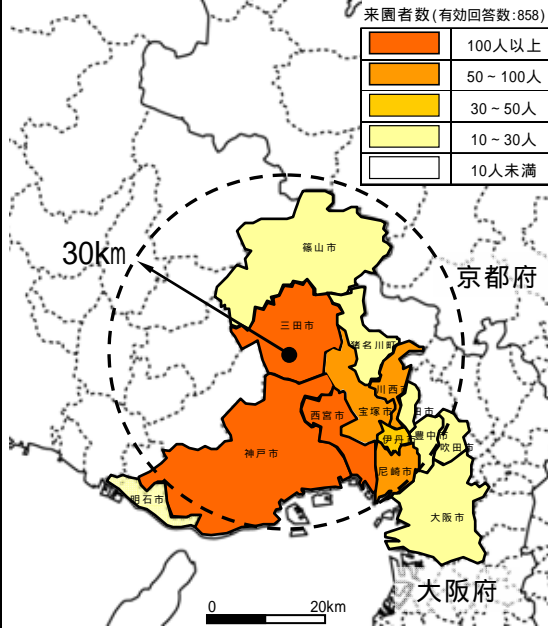 来園者数(有効回答数:858)
100人以上
50~100人
30~50人
10~30人
10人未満
30km
篠山市
京都府
三田市
猪名川町
川西市
宝塚市
西宮市
田市
伊丹市
豊中市
吹田市
神戸市
尼崎市
明石市
大阪市
大阪府
0 20km